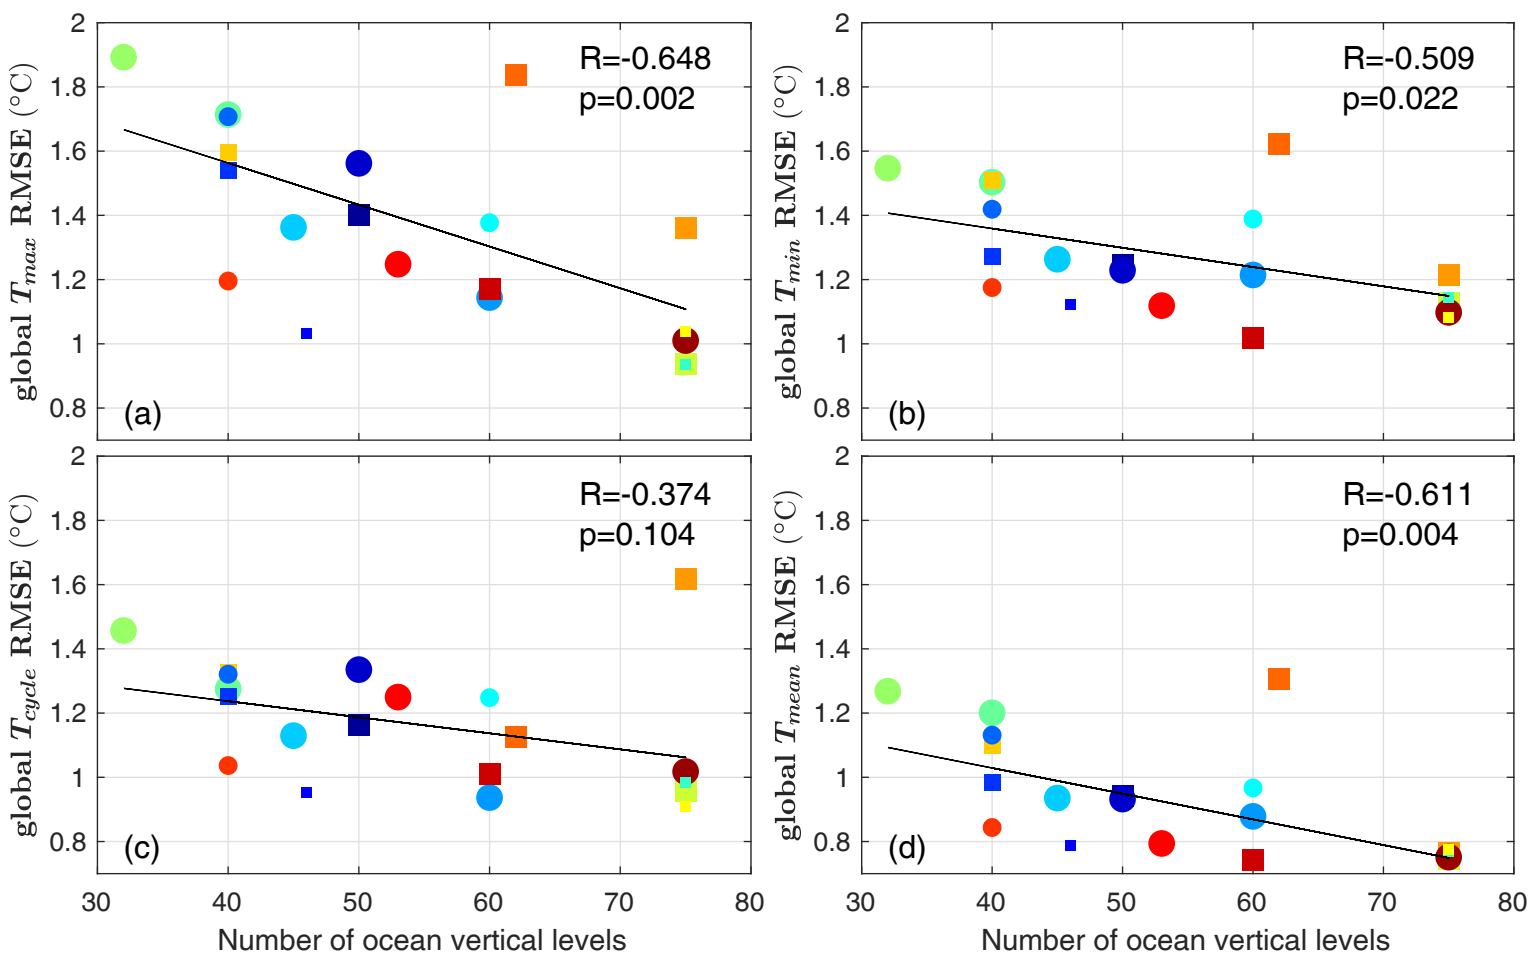 2
1.8
1.6
1.4
1.2
1
0.8
global Tmax RMSE (°C)
R=-0.648
p=0.002
(a)
2
1.8
1.6
1.4
1.2
1
0.8
global Tmin RMSE (°C)
R=-0.509
p=0.022
(b)
2
1.8
1.6
1.4
1.2
1
0.8
global Tcycle RMSE (°C)
R=-0.374
p=0.104
(c)
30 40 50 60 70 80
Number of ocean vertical levels
2
1.8
1.6
1.4
1.2
1
0.8
global Tmean RMSE (°C)
R=-0.611
p=0.004
(d)
30 40 50 60 70 80
Number of ocean vertical levels